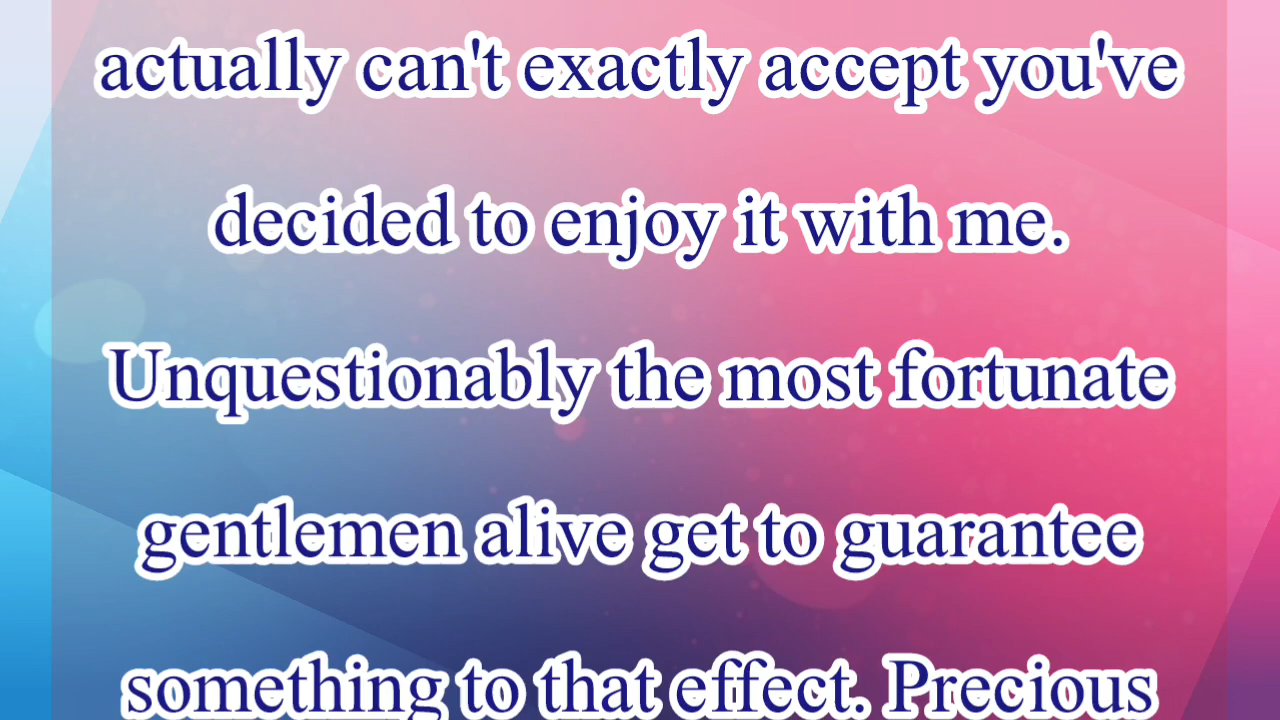 actually can't exactly accept you've
decided to enjoy it with me.
Unquestionably the most fortunate
gentlemen alive get to guarantee
something to that effect. Precious